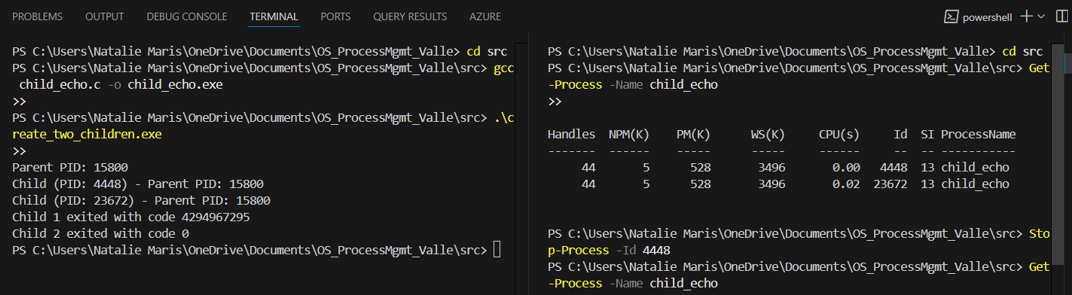 PROBLEMS OUTPUT DEBUG CONSOLE TERMINAL PORTS QUERY RESULTS AZURE powershell
PS C:\Users\Natalie Maris\OneDrive\Documents\OS_ProcessMgmt_Valle> cd src
PS C:\Users\Natalie Maris\OneDrive\Documents\OS_ProcessMgmt_Valle\src> gcc
child_echo.c -o child_echo.exe
>>
PS C:\Users\Natalie Maris\OneDrive\Documents\OS_ProcessMgmt_Valle\src> .\c
reate_two_children.exe
>>
Parent PID: 15800
Child (PID: 4448) - Parent PID: 15800
Child (PID: 23672) - Parent PID: 15800
Child 1 exited with code 4294967295
Child 2 exited with code 0
PS C:\Users\Natalie Maris\OneDrive\Documents\OS_ProcessMgmt_Valle\src>
PS C:\Users\Natalie Maris\OneDrive\Documents\OS_ProcessMgmt_Valle> cd src
PS C:\Users\Natalie Maris\OneDrive\Documents\OS_ProcessMgmt_Valle\src> Get
-Process -Name child_echo
>>
Handles NPM(K) PM(K) WS(K) CPU(s) Id SI ProcessName
------- ------ ----- ----- ------ -- -- -----------
44 5 528 3496 0.00 4448 13 child_echo
44 5 528 3496 0.02 23672 13 child_echo
PS C:\Users\Natalie Maris\OneDrive\Documents\OS_ProcessMgmt_Valle\src> Sto
p-Process -Id 4448
PS C:\Users\Natalie Maris\OneDrive\Documents\OS_ProcessMgmt_Valle\src> Get
-Process -Name child_echo